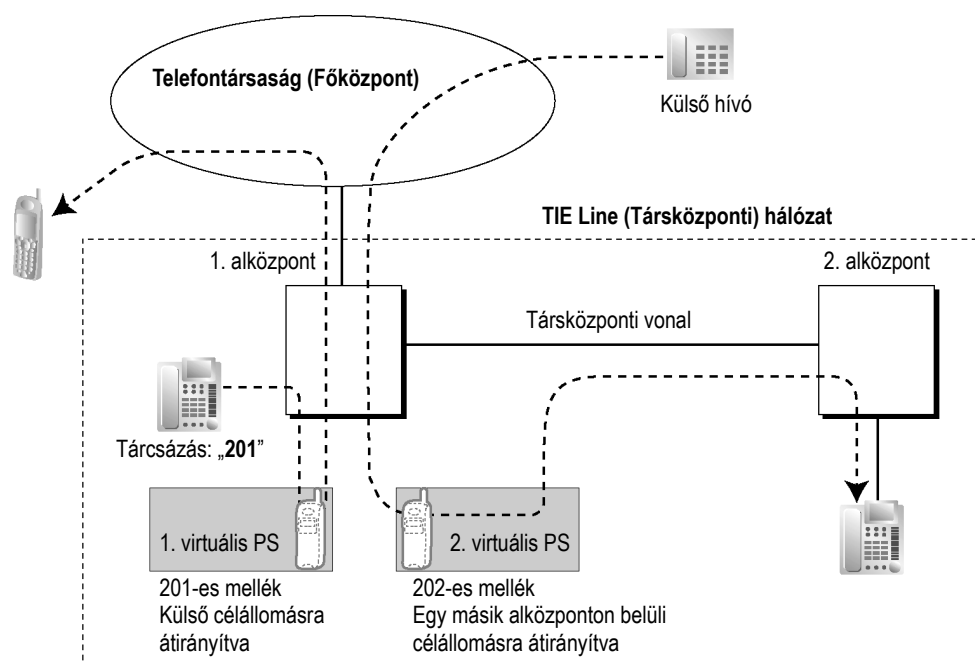 Telefontársaság (Főközpont)
Külső hívó
TIE Line (Társközponti) hálózat
1. alközpont
2. alközpont
Társközponti vonal
Tárcsázás: „201”
1. virtuális PS
2. virtuális PS
201-es mellék
Külső célállomásra
átirányítva
202-es mellék
Egy másik alközponton belüli
célállomásra átirányítva